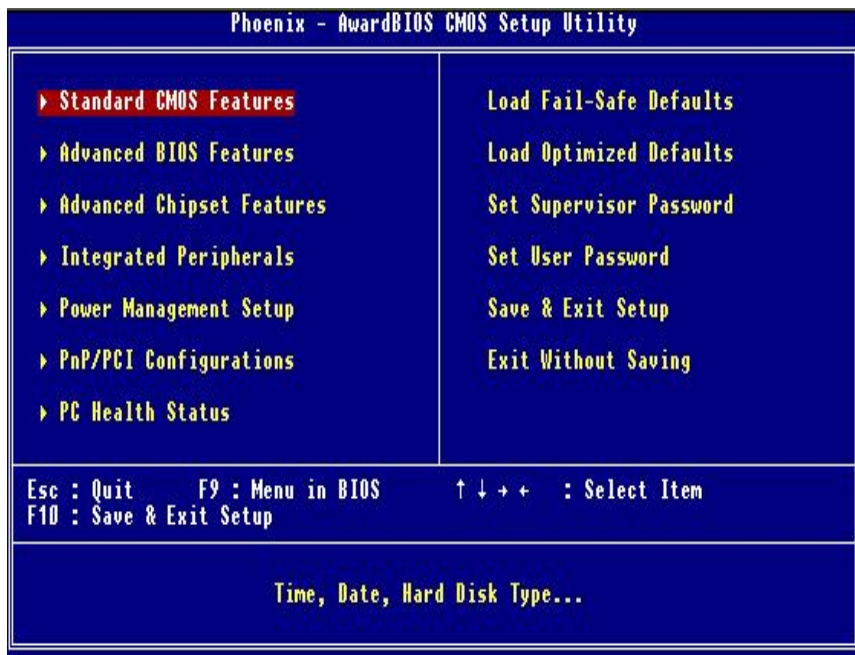 Phoenix - AwardBIOS CMOS Setup Utility
▸ Standard CMOS Features
▸ Advanced BIOS Features
▸ Advanced Chipset Features
▸ Integrated Peripherals
▸ Power Management Setup
▸ PnP/PCI Configurations
▸ PC Health Status
Load Fail-Safe Defaults
Load Optimized Defaults
Set Supervisor Password
Set User Password
Save & Exit Setup
Exit Without Saving
Esc : Quit F9 : Menu in BIOS ↑ ↓ → ← : Select Item
F10 : Save & Exit Setup
Time, Date, Hard Disk Type...